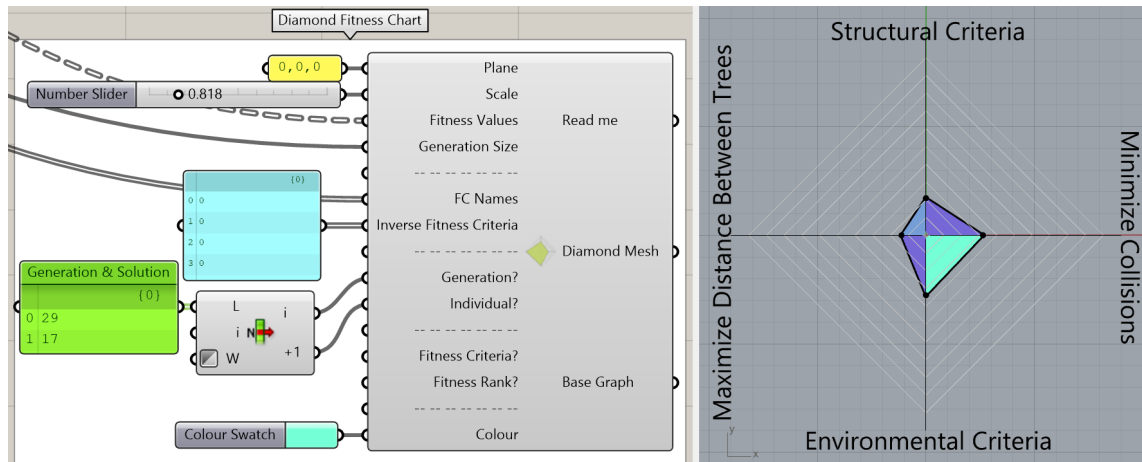 Diamond Fitness Chart
0,0,0
Number Slider
0.818
Plane
Scale
Fitness Values
Read me
Generation Size
-- -- -- -- -- -- -- --
FC Names
Inverse Fitness Criteria
-- -- -- -- -- -- -- --
Diamond Mesh
Generation?
Individual?
-- -- -- -- -- -- -- --
Fitness Criteria?
Fitness Rank?
Base Graph
-- -- -- -- -- -- -- --
Colour
{0}
0 0
1 0
2 0
3 0
Generation & Solution
{0}
0 29
1 17
L
i
i
N
W
+1
Colour Swatch
Structural Criteria
Maximize Distance Between Trees
Minimize Collisions
Environmental Criteria
y
x